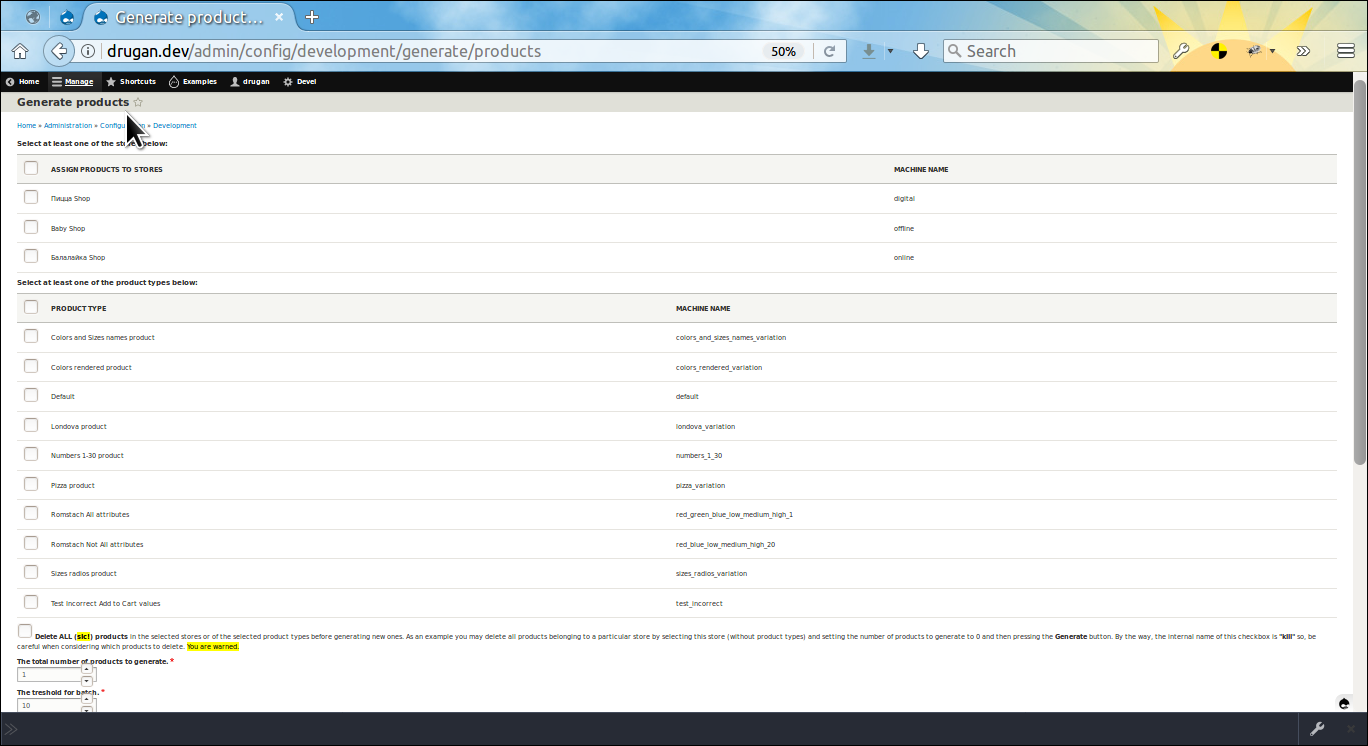 Generate product...
drugan.dev/admin/config/development/generate/products
50%
Search
Home Manage Shortcuts Examples drugan Devel
Generate products
Home » Administration » » Development
Select at least one of the below:
ASSIGN PRODUCTS TO STORES MACHINE NAME
Пицца Shop digital
Baby Shop offline
Балалайка Shop online
Select at least one of the product types below:
PRODUCT TYPE MACHINE NAME
Colors and Sizes names product colors_and_sizes_names_variation
Colors rendered product colors_rendered_variation
Default default
Londova product londova_variation
Numbers 1-30 product numbers_1_30
Pizza product pizza_variation
Romstach All attributes red_green_blue_low_medium_high_1
Romstach Not All attributes red_blue_low_medium_high_20
Sizes radios product sizes_radios_variation
Test Incorrect Add to Cart values test_incorrect
Delete ALL (sic!) products in the selected stores or of the selected product types before generating new ones. As an example you may delete all products belonging to a particular store by selecting this store (without product types) and setting the number of products to generate to 0 and then pressing the Generate button. By the way, the internal name of this checkbox is "kill" so, be
careful when considering which products to delete. You are warned.
The total number of products to generate. *
1
The treshold for batch. *
10